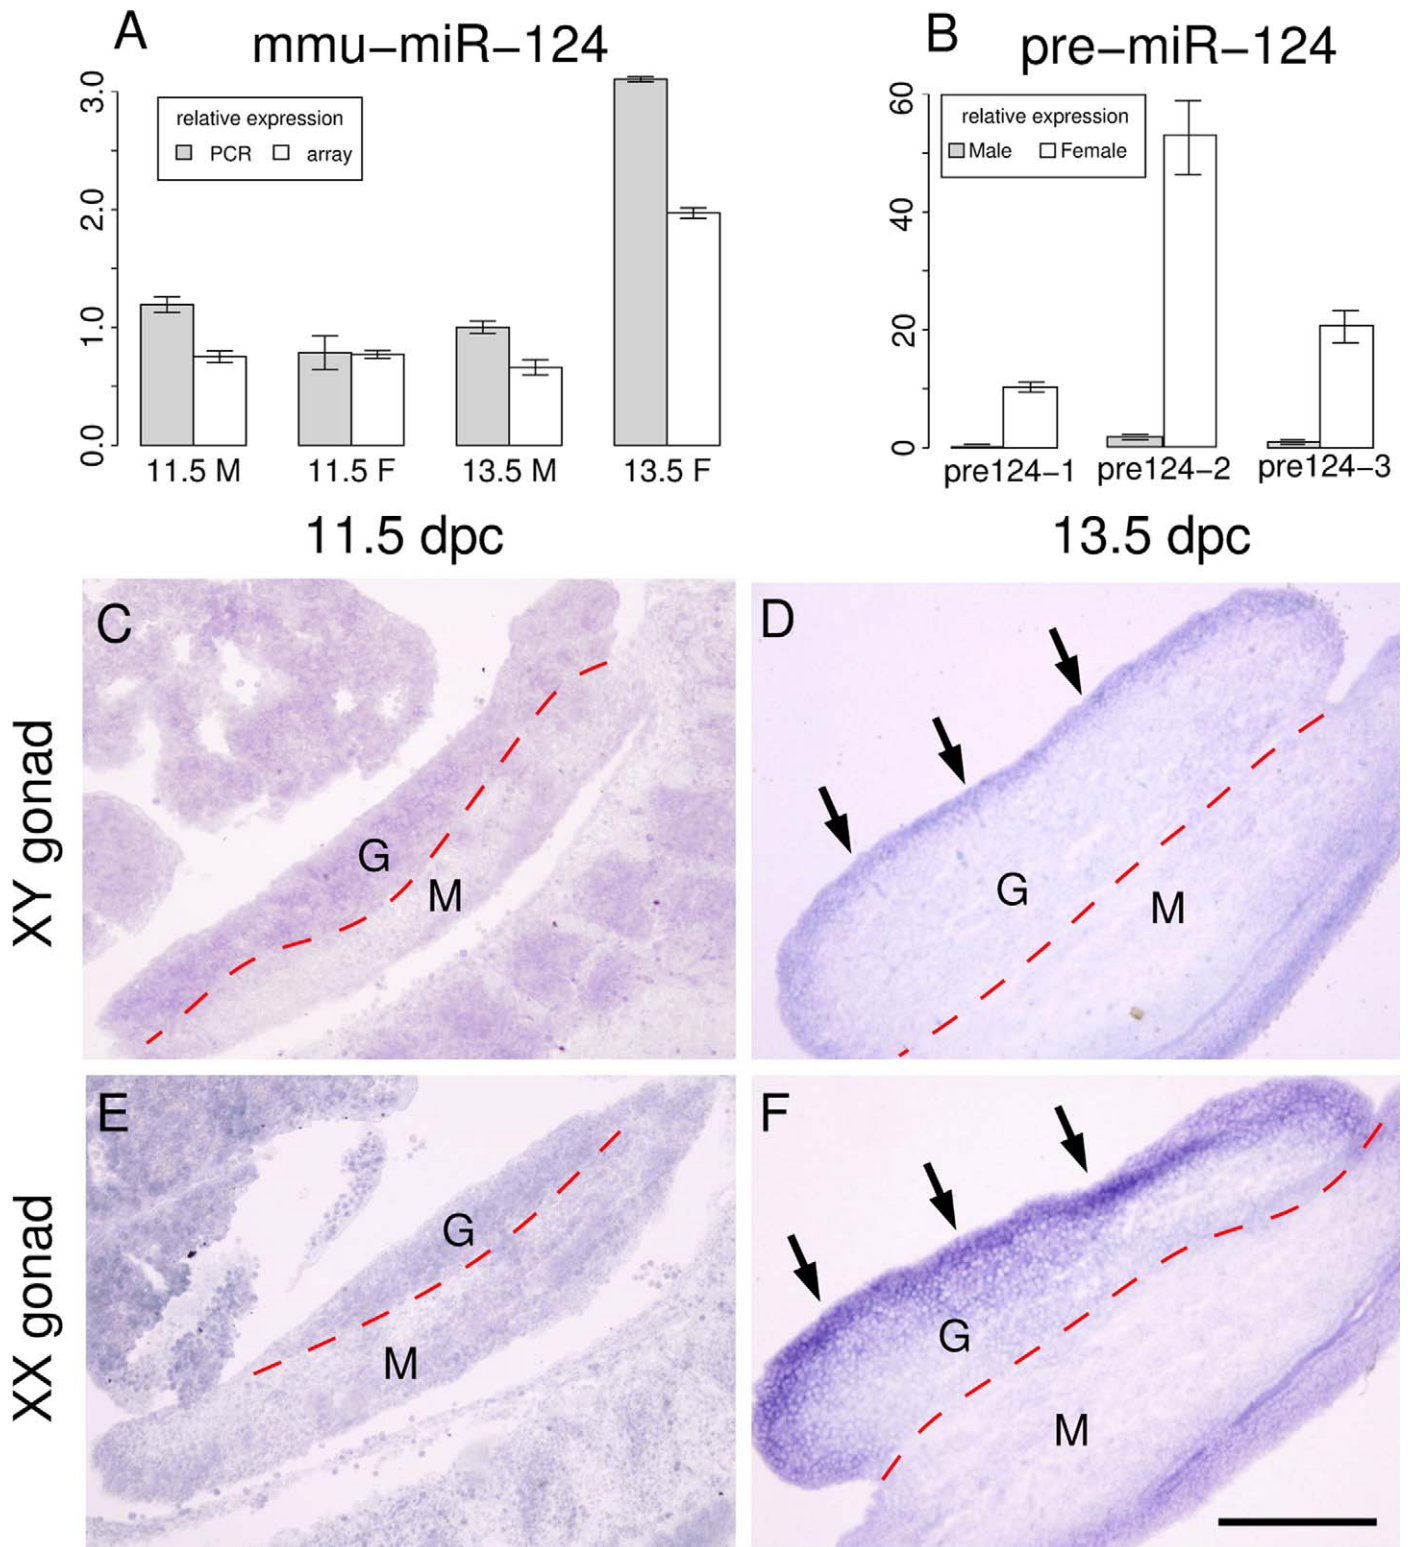 A
mmu-miR-124
3.0
2.0
1.0
0.0
relative expression
PCR array
11.5 M 11.5 F 13.5 M 13.5 F
B
pre-miR-124
60
40
20
0
relative expression
Male Female
pre124-1 pre124-2 pre124-3
11.5 dpc 13.5 dpc
XY gonad
C
G
M
D
G
M
XX gonad
E
G
M
F
G
M